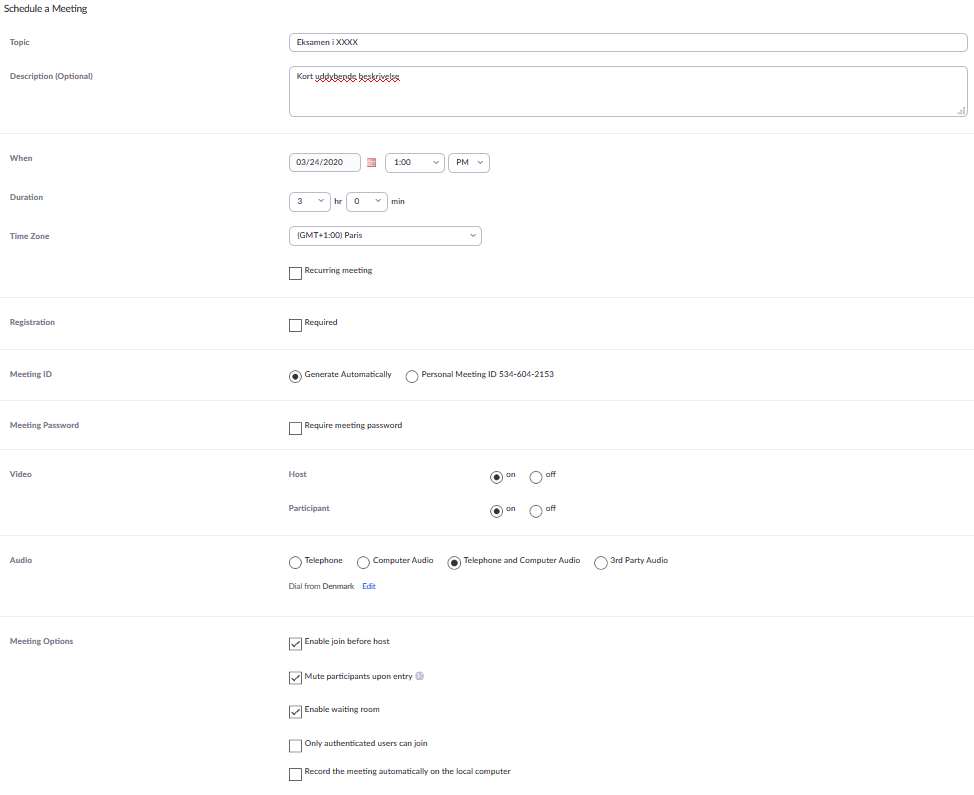 Schedule a Meeting
Topic Eksamen i XXXX
Description (Optional) Kort uddybende beskrivelse
When 03/24/2020 1:00 PM
Duration 3 hr 0 min
Time Zone (GMT+1:00) Paris
Recurring meeting
Registration Required
Meeting ID Generate Automatically Personal Meeting ID 534-604-2153
Meeting Password Require meeting password
Video Host on off
Participant on off
Audio Telephone Computer Audio Telephone and Computer Audio 3rd Party Audio
Dial from Denmark Edit
Meeting Options Enable join before host
Mute participants upon entry
Enable waiting room
Only authenticated users can join
Record the meeting automatically on the local computer